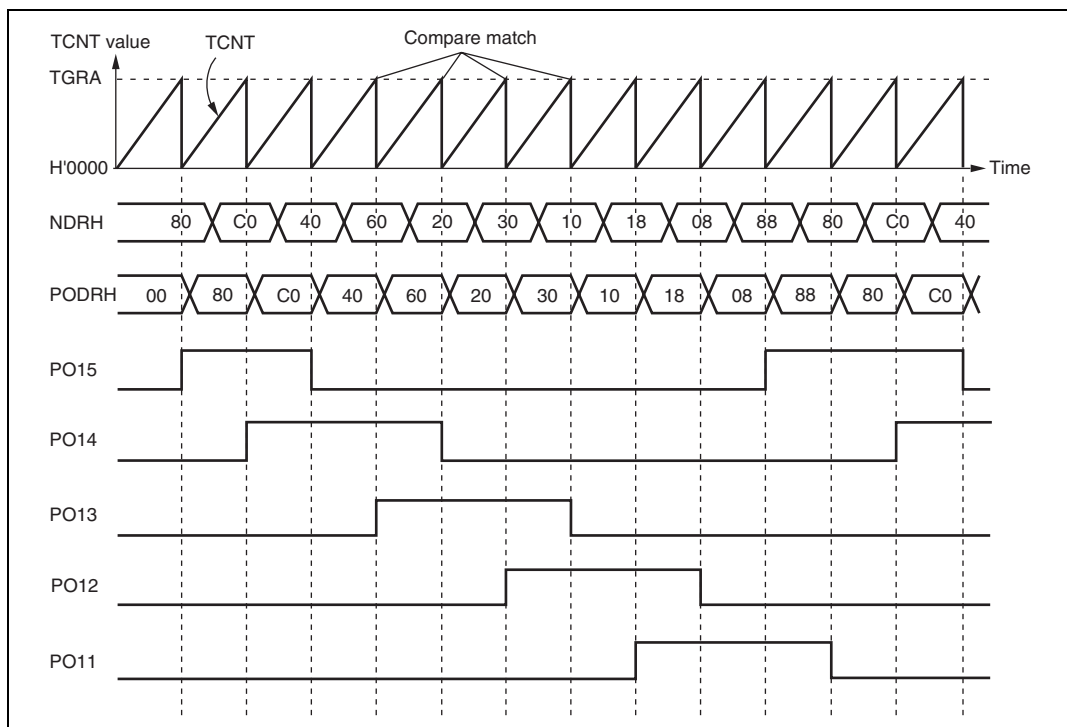 TCNT value TCNT Compare match
TGRA
H'0000 Time
NDRH 80 C0 40 60 20 30 10 18 08 88 80 C0 40
PODRH 00 80 C0 40 60 20 30 10 18 08 88 80 C0
PO15
PO14
PO13
PO12
PO11